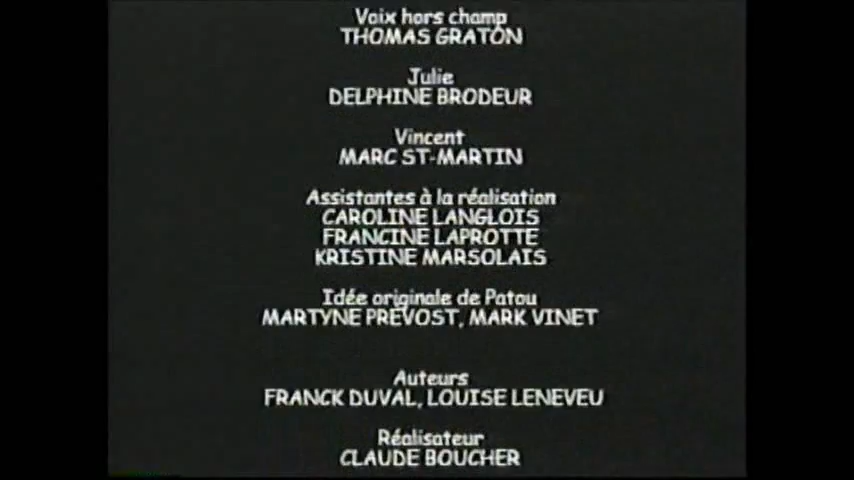 Voix hors champ
THOMAS GRATON
Julie
DELPHINE BRODEUR
Vincent
MARC ST-MARTIN
Assistantes à la réalisation
CAROLINE LANGLOIS
FRANCINE LAPROTTE
KRISTINE MARSOLAIS
Idée originale de Patou
MARTYNE PRÉVOST, MARK VINET
Auteurs
FRANCK DUVAL, LOUISE LENEVEU
Réalisateur
CLAUDE BOUCHER